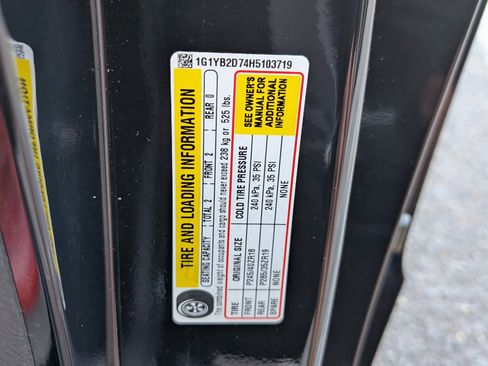 1G1YB2D74H5103719
TIRE AND LOADING INFORMATION
SEATING CAPACITY TOTAL 2 FRONT 2 REAR 0
The combined weight of occupants and cargo should never exceed 238 kg or 525 lbs.
TIRE ORIGINAL SIZE COLD TIRE PRESSURE
FRONT P245/40ZR18 240 kPa, 35 PSI
REAR P285/35ZR19 240 kPa, 35 PSI
SPARE NONE NONE
SEE OWNER'S
MANUAL FOR
ADDITIONAL
INFORMATION